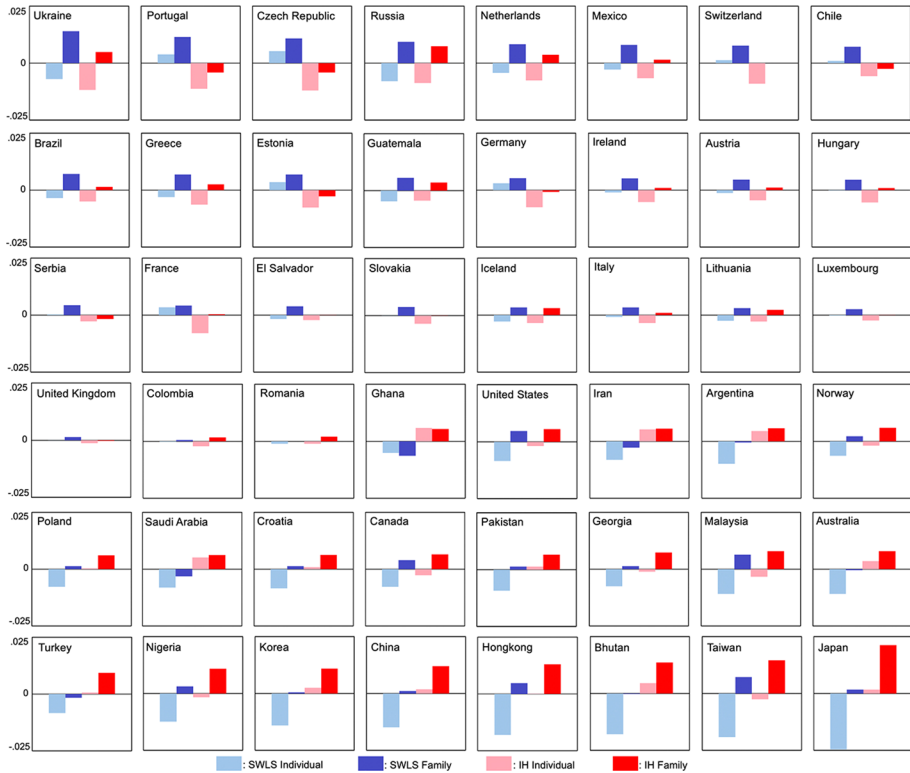 .025
Ukraine Portugal Czech Republic Russia Netherlands Mexico Switzerland Chile
0
-.025
.025
Brazil Greece Estonia Guatemala Germany Ireland Austria Hungary
0
-.025
.025
Serbia France El Salvador Slovakia Iceland Italy Lithuania Luxembourg
0
-.025
.025
United Kingdom Colombia Romania Ghana United States Iran Argentina Norway
0
-.025
.025
Poland Saudi Arabia Croatia Canada Pakistan Georgia Malaysia Australia
0
-.025
.025
Turkey Nigeria Korea China Hongkong Bhutan Taiwan Japan
0
-.025
: SWLS Individual : SWLS Family : IH Individual : IH Family